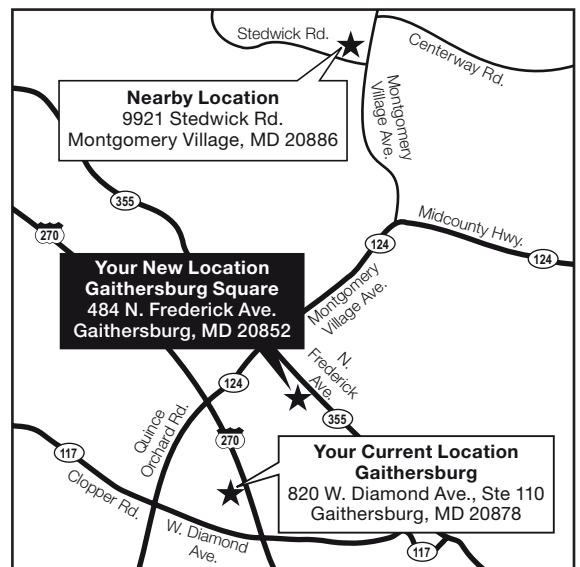 Stedwick Rd.
Centerway Rd.
Nearby Location
9921 Stedwick Rd.
Montgomery Village, MD 20886
Montgomery
Village Ave.
355
270
Midcounty Hwy.
124
124
Your New Location
Gaithersburg Square
484 N. Frederick Ave.
Gaithersburg, MD 20852
Montgomery
Village Ave.
N.
Frederick
Ave.
124
355
Quince
Orchard Rd.
270
117
Clopper Rd.
Your Current Location
Gaithersburg
820 W. Diamond Ave., Ste 110
Gaithersburg, MD 20878
W. Diamond
Ave.
117